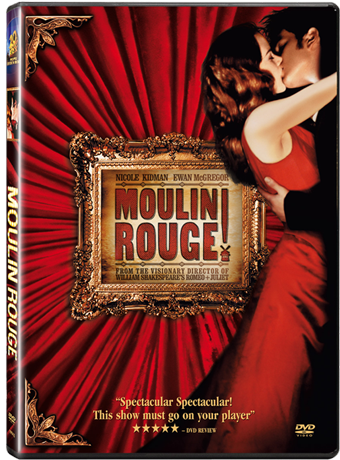 NICOLE KIDMAN EWAN McGREGOR
MOULIN
ROUGE!
FROM THE VISIONARY DIRECTOR OF
WILLIAM SHAKESPEARE'S ROMEO + JULIET
"Spectacular Spectacular!
This show must go on your player"
★★★★★ – DVD REVIEW
DVD
VIDEO
MOULIN ROUGE
DVD